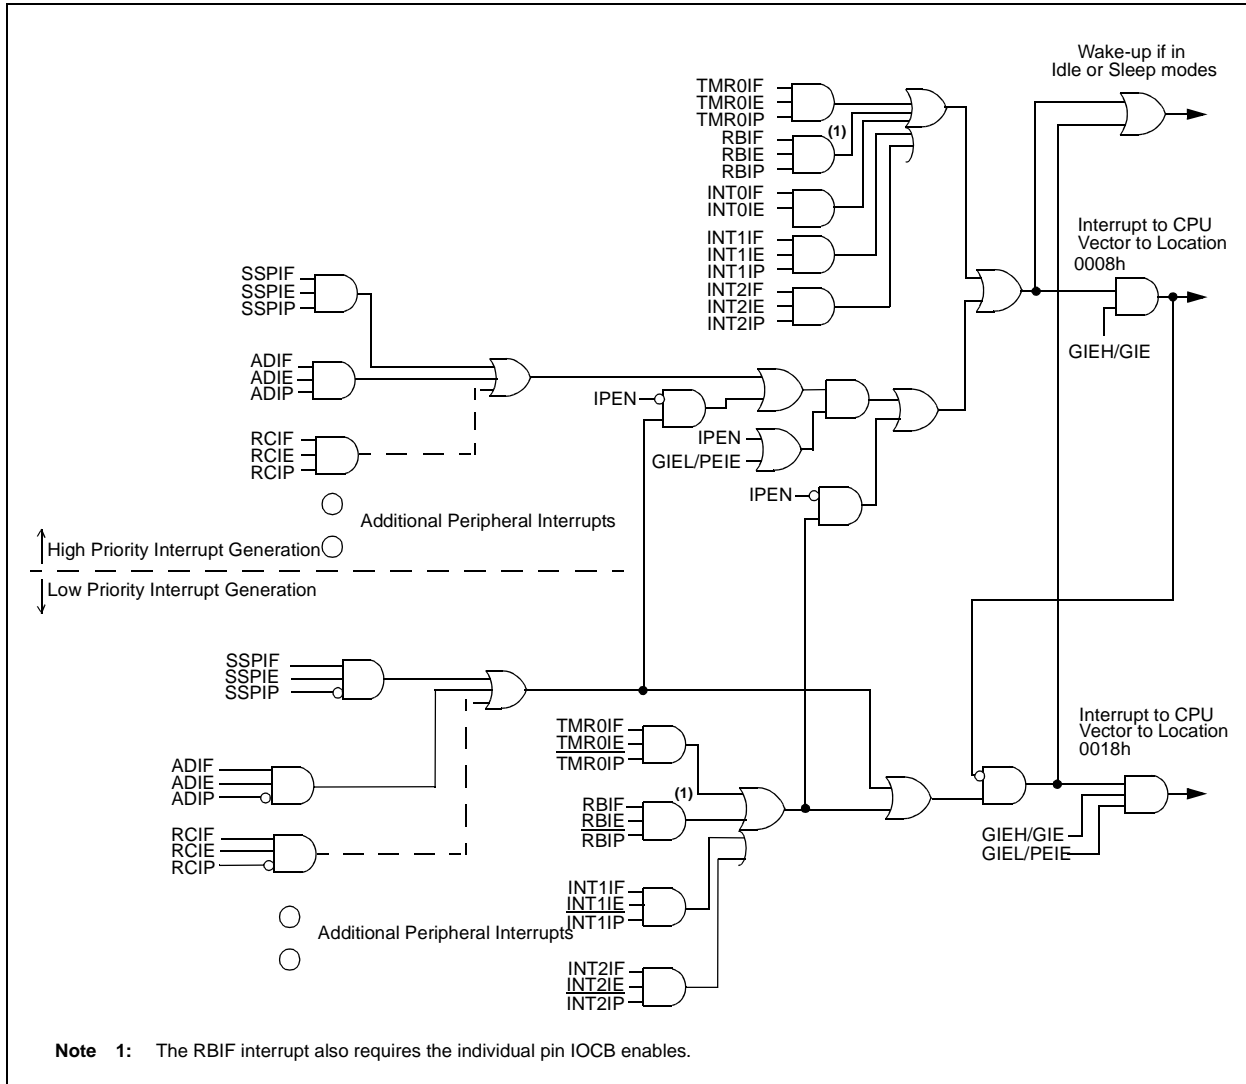 Wake-up if in
Idle or Sleep modes
TMR0IF
TMR0IE
TMR0IP
(1)
RBIF
RBIE
RBIP
INT0IF
INT0IE
INT1IF
INT1IE
INT1IP
INT2IF
INT2IE
INT2IP
Interrupt to CPU
Vector to Location
0008h
GIEH/GIE
SSPIF
SSPIE
SSPIP
ADIF
ADIE
ADIP
RCIF
RCIE
RCIP
IPEN
IPEN
GIEL/PEIE
IPEN
Additional Peripheral Interrupts
High Priority Interrupt Generation
Low Priority Interrupt Generation
SSPIF
SSPIE
SSPIP
ADIF
ADIE
ADIP
RCIF
RCIE
RCIP
Additional Peripheral Interrupts
TMR0IF
TMR0IE
TMR0IP
(1)
RBIF
RBIE
RBIP
INT1IF
INT1IE
INT1IP
INT2IF
INT2IE
INT2IP
Interrupt to CPU
Vector to Location
0018h
GIEH/GIE
GIEL/PEIE
Note 1: The RBIF interrupt also requires the individual pin IOCB enables.